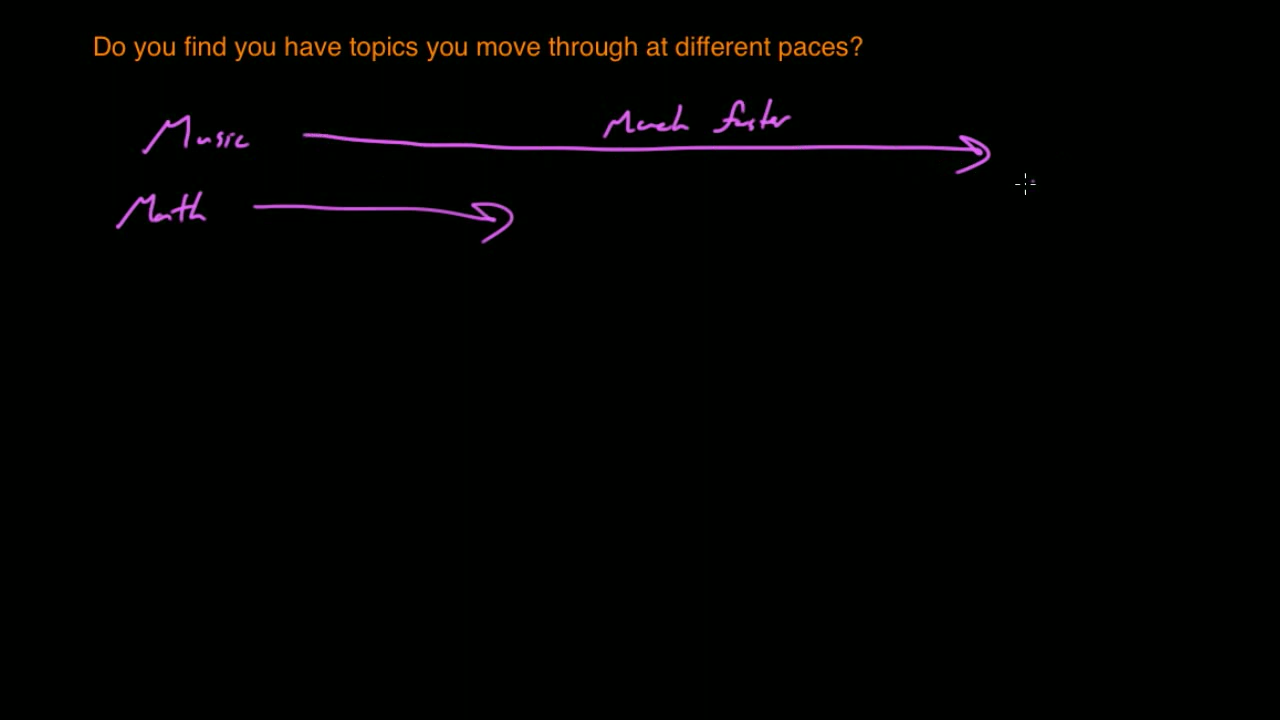 Do you find you have topics you move through at different paces?
Much faster
Music
Math